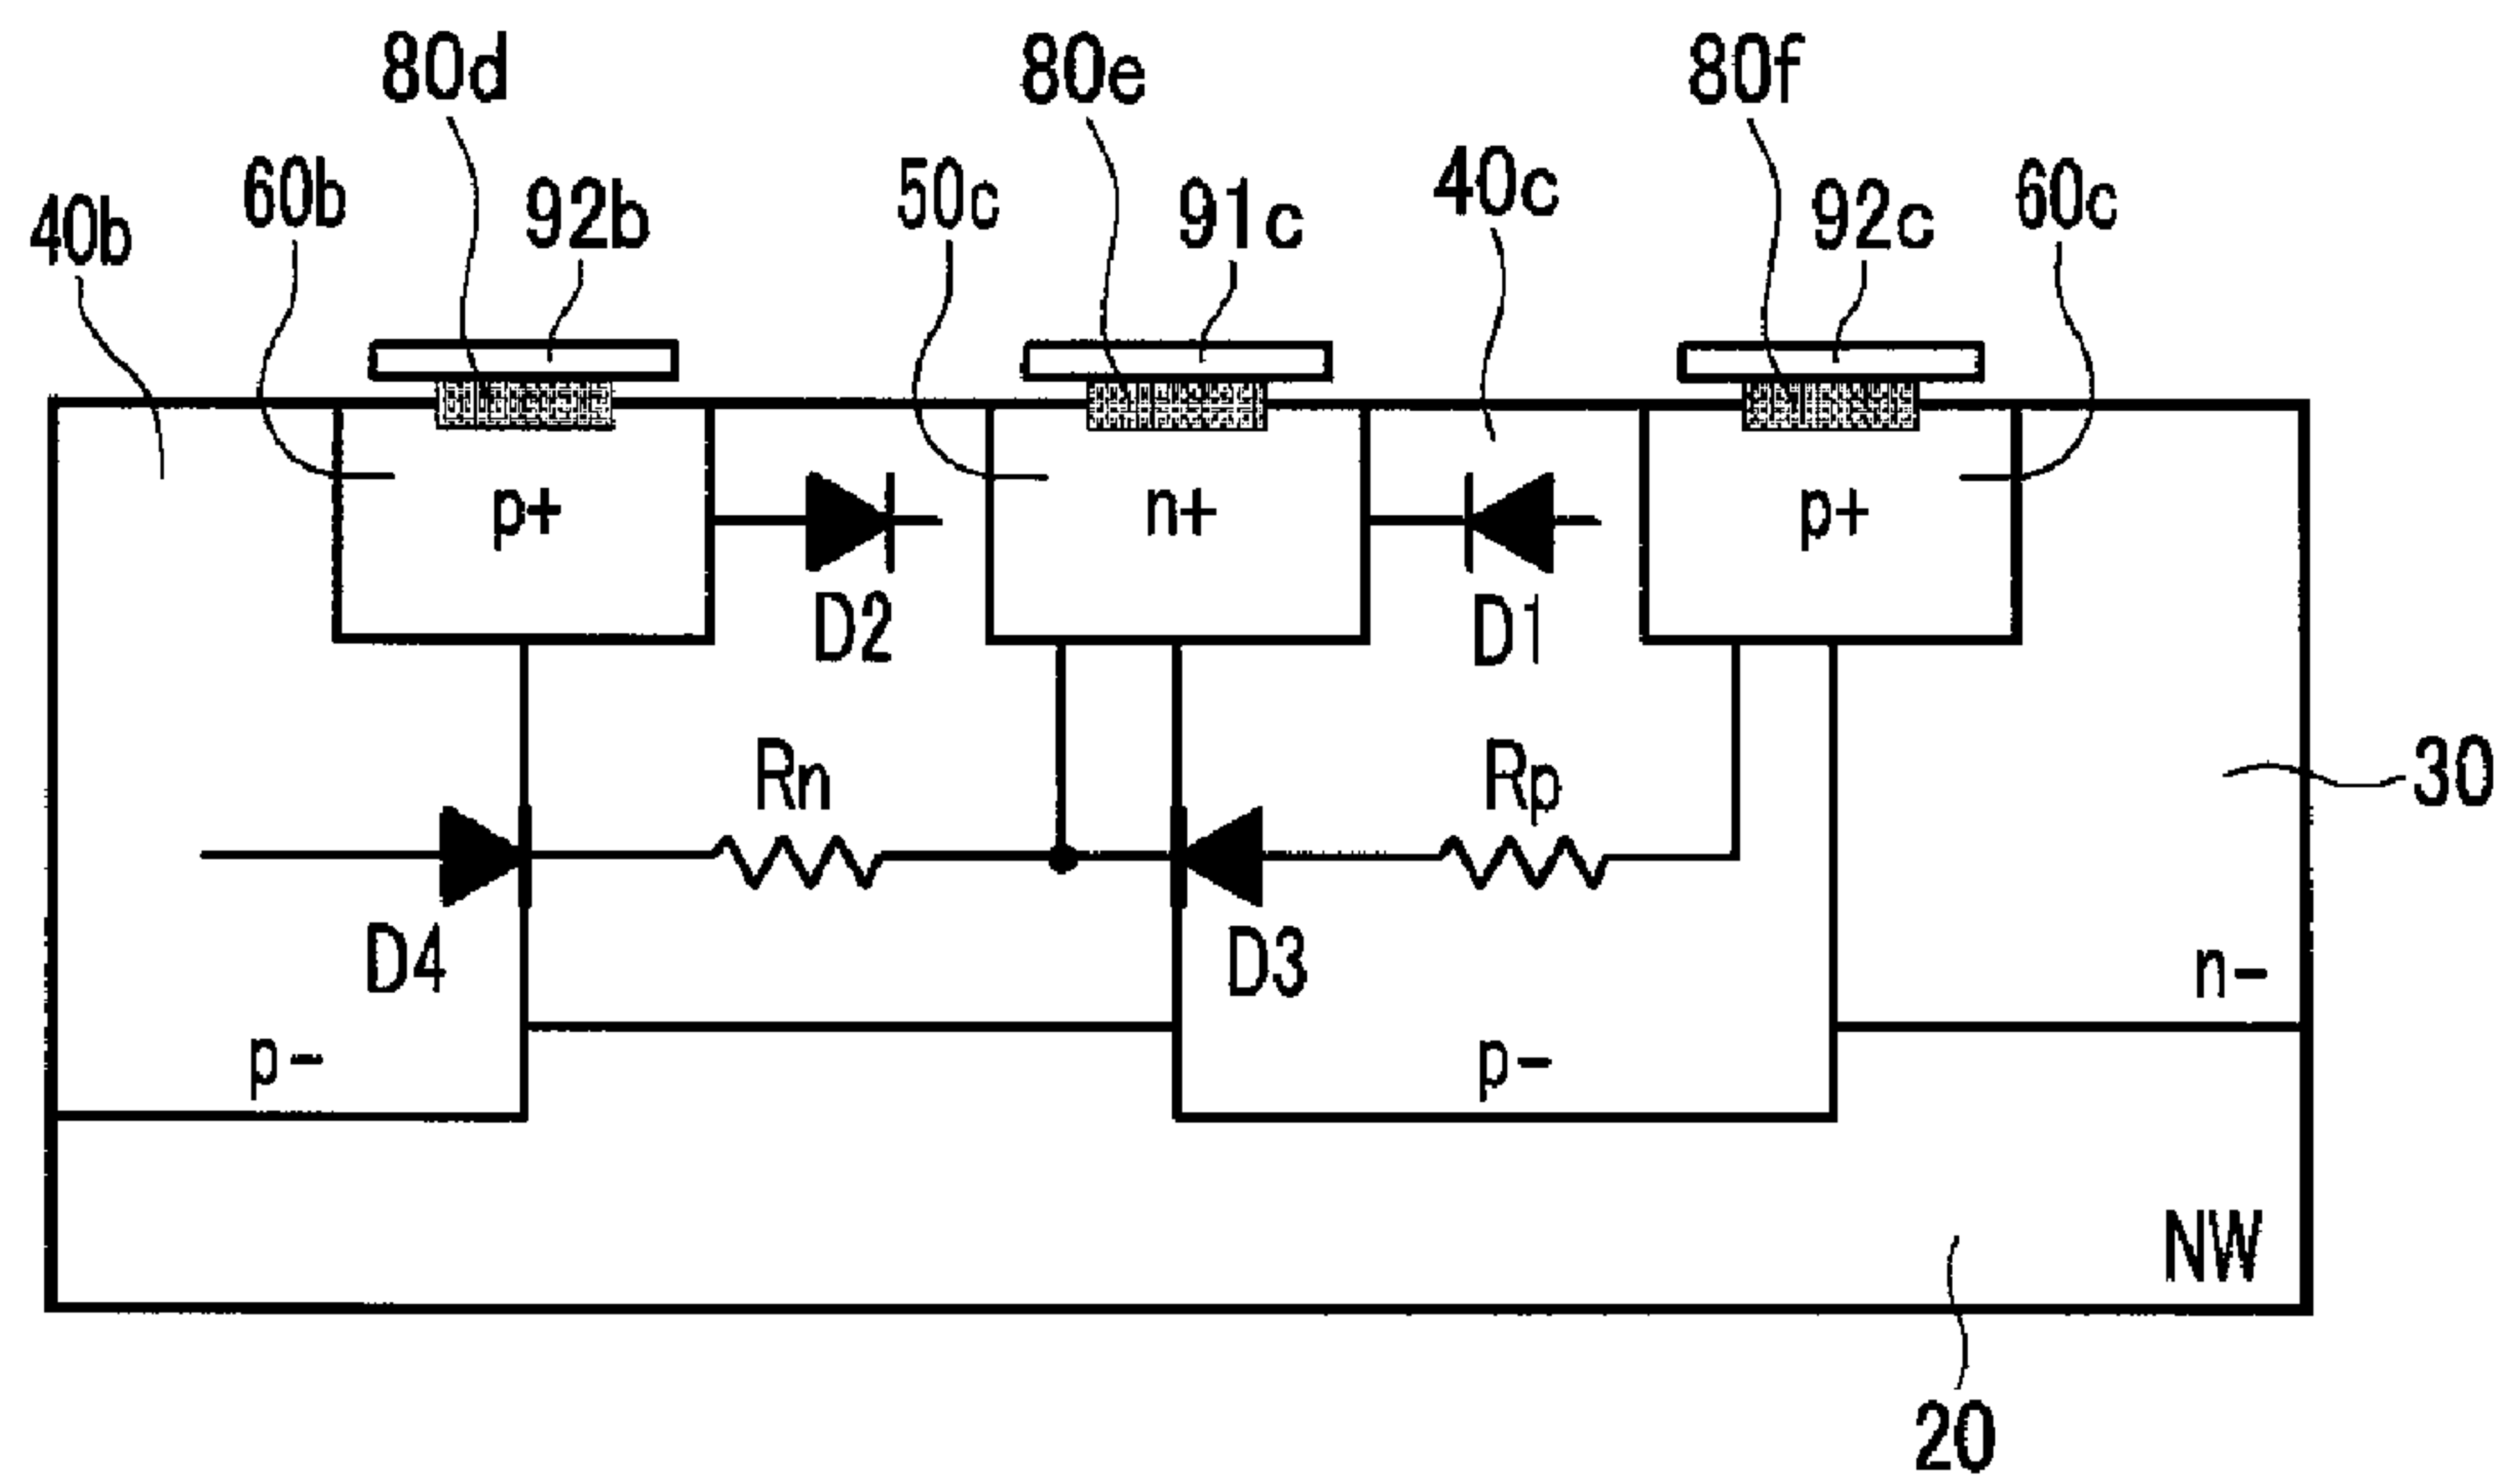 80d 80e 80f
40b 60b 92b 50c 91c 40c 92c 60c
p+ n+ p+
D2 D1
Rn Rp
30
D4 D3 n-
p- p-
NW
20